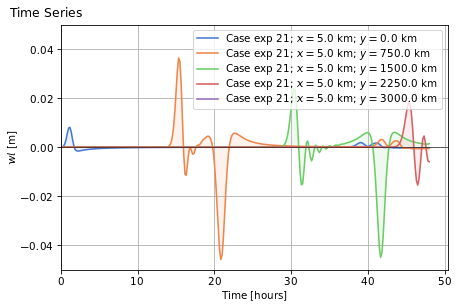 Time Series
Case exp 21; x = 5.0 km; y = 0.0 km
Case exp 21; x = 5.0 km; y = 750.0 km
Case exp 21; x = 5.0 km; y = 1500.0 km
Case exp 21; x = 5.0 km; y = 2250.0 km
Case exp 21; x = 5.0 km; y = 3000.0 km
0.04
0.02
0.00
−0.02
−0.04
wl [m]
0 10 20 30 40 50
Time [hours]